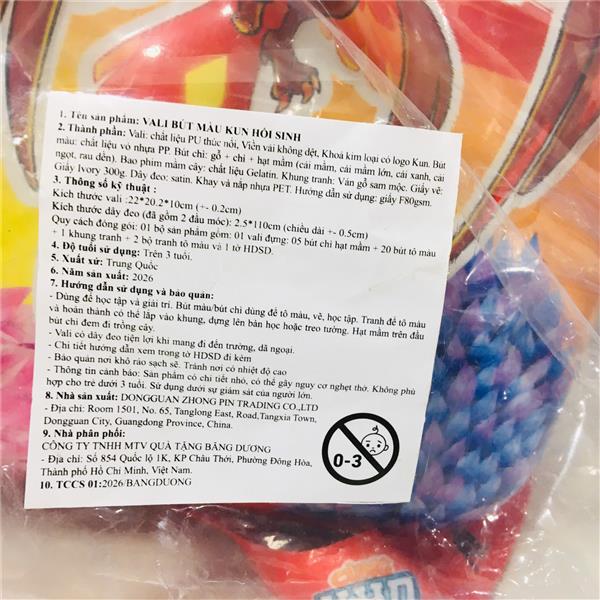 1. Tên sản phẩm: VALI BÚT MÀU KUN HỒI SINH
2. Thành phần: Vali: chất liệu PU thúc nổi, Viền vải không dệt, Khoá kim loại có logo Kun. Bút
màu: chất liệu vỏ nhựa PP. Bút chì: gỗ + chì + hạt mầm (cải mầm, cải mầm lớn, cải xanh, cải
ngọt, rau dền). Bao phim mầm cây: chất liệu Gelatin. Khung tranh: Ván gỗ sam mộc. Giấy vẽ:
Giấy Ivory 300g. Dây đeo: satin. Khay và nắp nhựa PET. Hướng dẫn sử dụng: giấy F80gsm.
3. Thông số kỹ thuật :
Kích thước vali :22*20.2*10cm (+- 0.2cm)
Kích thước dây đeo (đã gồm 2 đầu móc): 2.5*110cm (chiều dài +- 0.5cm)
Quy cách đóng gói: 01 bộ sản phẩm gồm: 01 vali đựng: 05 bút chì hạt mầm + 20 bút tô màu
+ 1 khung tranh + 2 bộ tranh tô màu và 1 tờ HDSD.
4. Độ tuổi sử dụng: Trên 3 tuổi.
5. Xuất xứ: Trung Quốc
6. Năm sản xuất: 2026
7. Hướng dẫn sử dụng và bảo quản:
- Dùng để học tập và giải trí. Bút màu/bút chì dùng để tô màu, vẽ, học tập. Tranh để tô màu
và hoàn thành có thể lắp vào khung, dựng lên bàn học hoặc treo tường. Hạt mầm trên đầu
bút chì đem đi trồng cây.
- Vali có dây đeo tiện lợi khi mang đi đến trường, dã ngoại.
- Chi tiết hướng dẫn xem trong tờ HDSD đi kèm
- Bảo quản nơi khô ráo sạch sẽ. Tránh nơi có nhiệt độ cao
- Thông tin cảnh báo: Sản phẩm có chi tiết nhỏ, có thể gây nguy cơ nghẹt thở. Không phù
hợp cho trẻ dưới 3 tuổi. Sử dụng dưới sự giám sát của người lớn.
8. Nhà sản xuất: DONGGUAN ZHONG PIN TRADING CO.,LTD
- Địa chỉ: Room 1501, No. 65, Tanglong East, Road,Tangxia Town,
Dongguan City, Guangdong Province, China.
9. Nhà phân phối:
CÔNG TY TNHH MTV QUÀ TẶNG BĂNG DƯƠNG
- Địa chỉ: Số 854 Quốc lộ 1K, KP Châu Thới, Phường Đông Hòa,
Thành phố Hồ Chí Minh, Việt Nam.
10. TCCS 01:2026/BANGDUONG
0-3